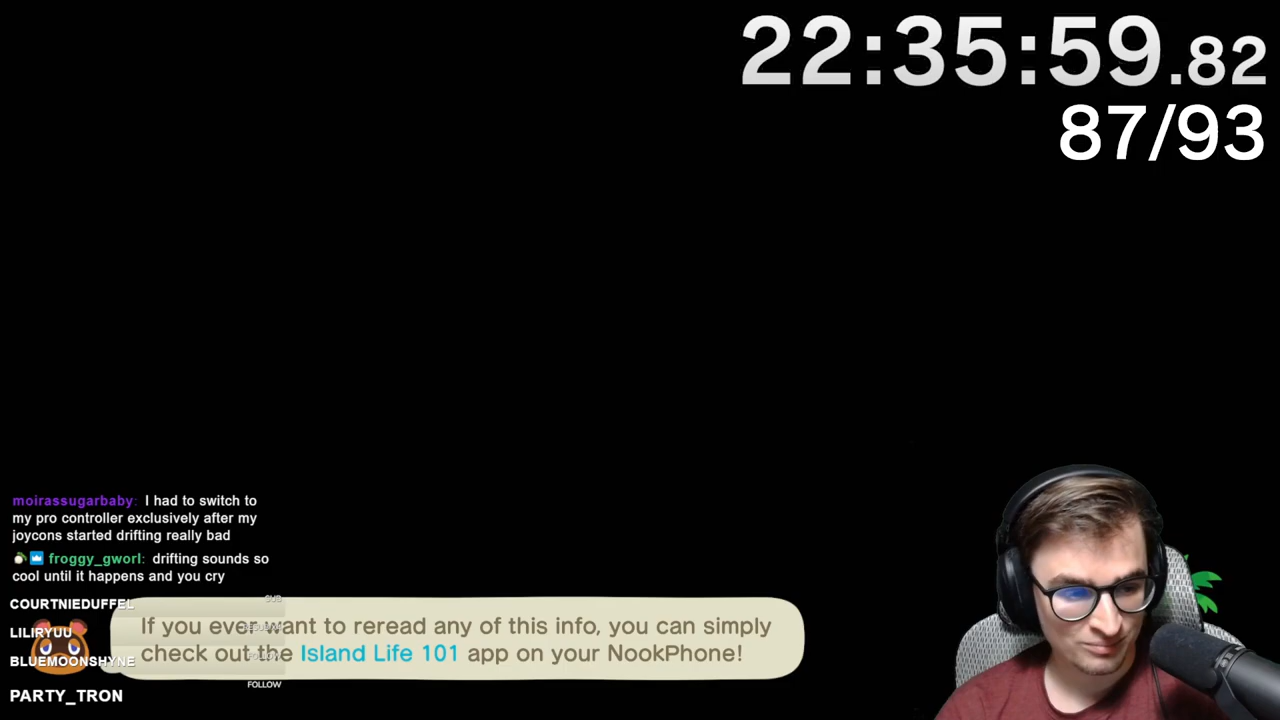 22:35:59.82
87/93
moirassugarbaby: I had to switch to
my pro controller exclusively after my
joycons started drifting really bad
froggy_gworl: drifting sounds so
cool until it happens and you cry
COURTNIEDUFFEL
LILIRYUU
BLUEMOONSHYNE
PARTY_TRON
SUB
FOLLOW
FOLLOW
If you ever want to reread any of this info, you can simply
check out the Island Life 101 app on your NookPhone!